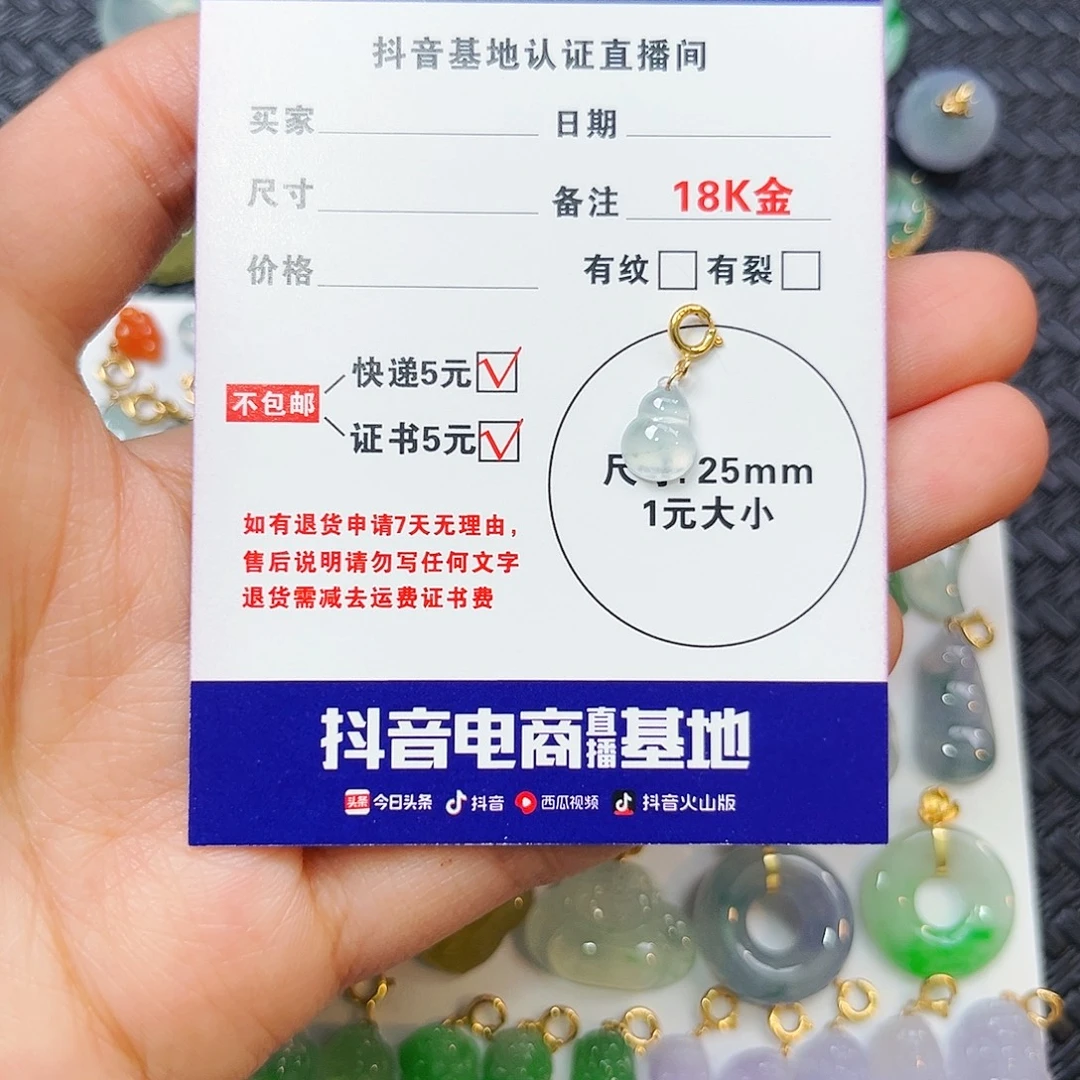 抖音基地认证直播间
买家 日期
尺寸 备注 18K金
价格 有纹 有裂
不包邮
快递5元
证书5元
尺寸: 25mm
1元大小
如有退货申请7天无理由,
售后说明请勿写任何文字
退货需减去运费证书费
抖音电商直播基地
头条 今日头条 抖音 西瓜视频 抖音火山版